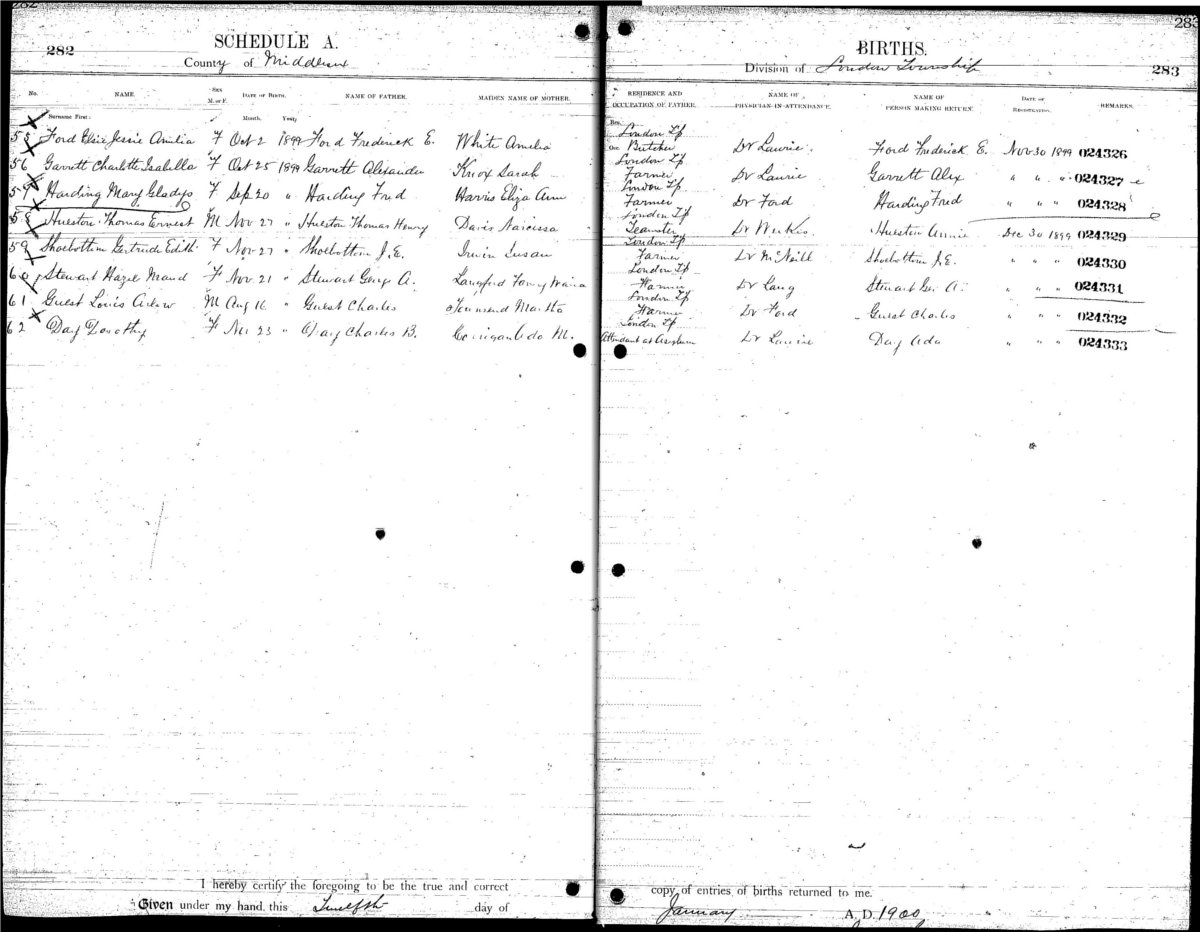 282
282
SCHEDULE A.
County of Middlesex
No. NAME. SEX M. or F. DATE OF BIRTH. NAME OF FATHER. MAIDEN NAME OF MOTHER.
Surname First: Month. Year.
55 Ford Elsie Jessie Amelia F Oct 2 1899 Ford Frederick E. White Amelia
56 Garrett Charlotte Isabella F Oct 25 1899 Garrett Alexander Knox Sarah
57 Harding Mary Gladys F Sep 20 " Harding Fred Harris Eliza Ann
58 Hueston Thomas Ernest M Nov 27 " Hueston Thomas Henry Davis Narcissa
59 Shoebottom Gertrude Edith F Nov 27 " Shoebottom J.E. Irwin Susan
60 Stewart Hazel Maud F Nov 21 " Stewart George A. Langford Fanny
61 Guest Louis M Aug 16 " Guest Charles Townsend Martha
62 Day Dorothy F 23 " Day Charles B. Corrigan Ada M.
I hereby certify the foregoing to be the true and correct
Given under my hand, this Twelfth day of
283
BIRTHS.
Division of London Township
283
RESIDENCE AND OCCUPATION OF FATHER. NAME OF PHYSICIAN IN ATTENDANCE. NAME OF PERSON MAKING RETURN. DATE OF REGISTRATION. REMARKS.
Res. London Tp
Occ. Butcher Dr Laurie. Ford Frederick E. Nov 30 1899 024326
London Tp
Farmer Dr Laurie Garrett Alex " " " 024327
London Tp
Farmer Dr Ford Harding Fred " " " 024328
London Tp
Teamster Dr Weekes. Hueston Annie Dec 30 1899 024329
London Tp
Farmer Dr McNeill Shoebottom J.E. 024330
London Tp
Farmer Dr Lang Stewart Geo A. " " " 024331
London Tp
Farmer Dr Ford Guest Charles " " " 024332
London Tp
Attendant at Asylum Dr Laurie Day Ada " " " 024333
copy of entries of births returned to me.
January A. D. 1900